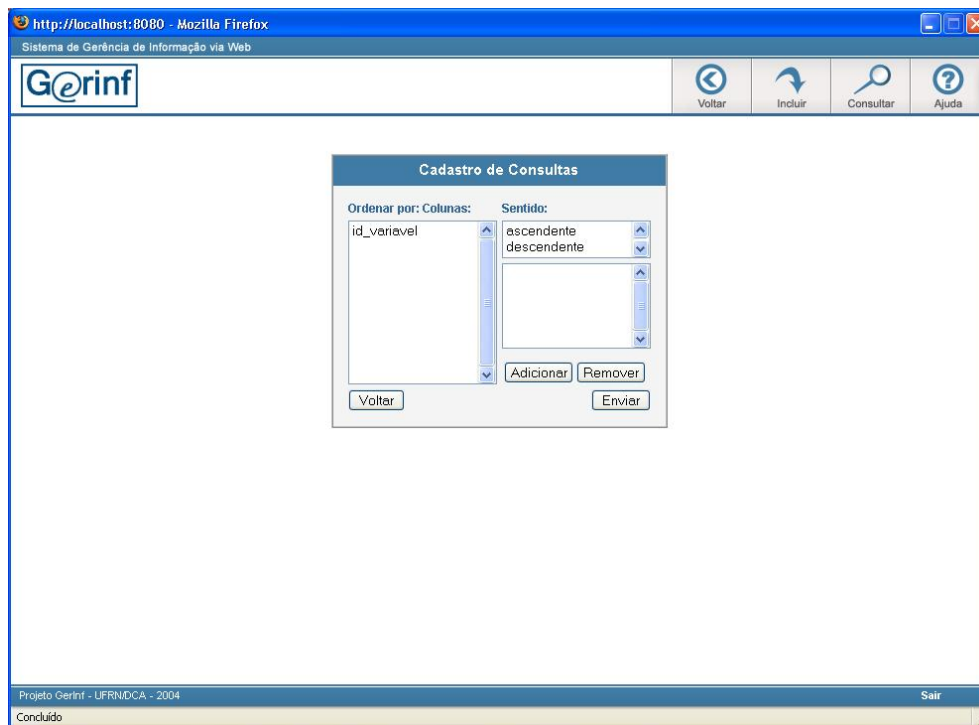 http://localhost:8080 - Mozilla Firefox
Sistema de Gerência de Informação via Web
Gerinf
Voltar Incluir Consultar Ajuda
Cadastro de Consultas
Ordenar por: Colunas: Sentido:
id_variavel ascendente
descendente
Adicionar Remover
Voltar Enviar
Projeto GerInf - UFRN/DCA - 2004 Sair
Concluído